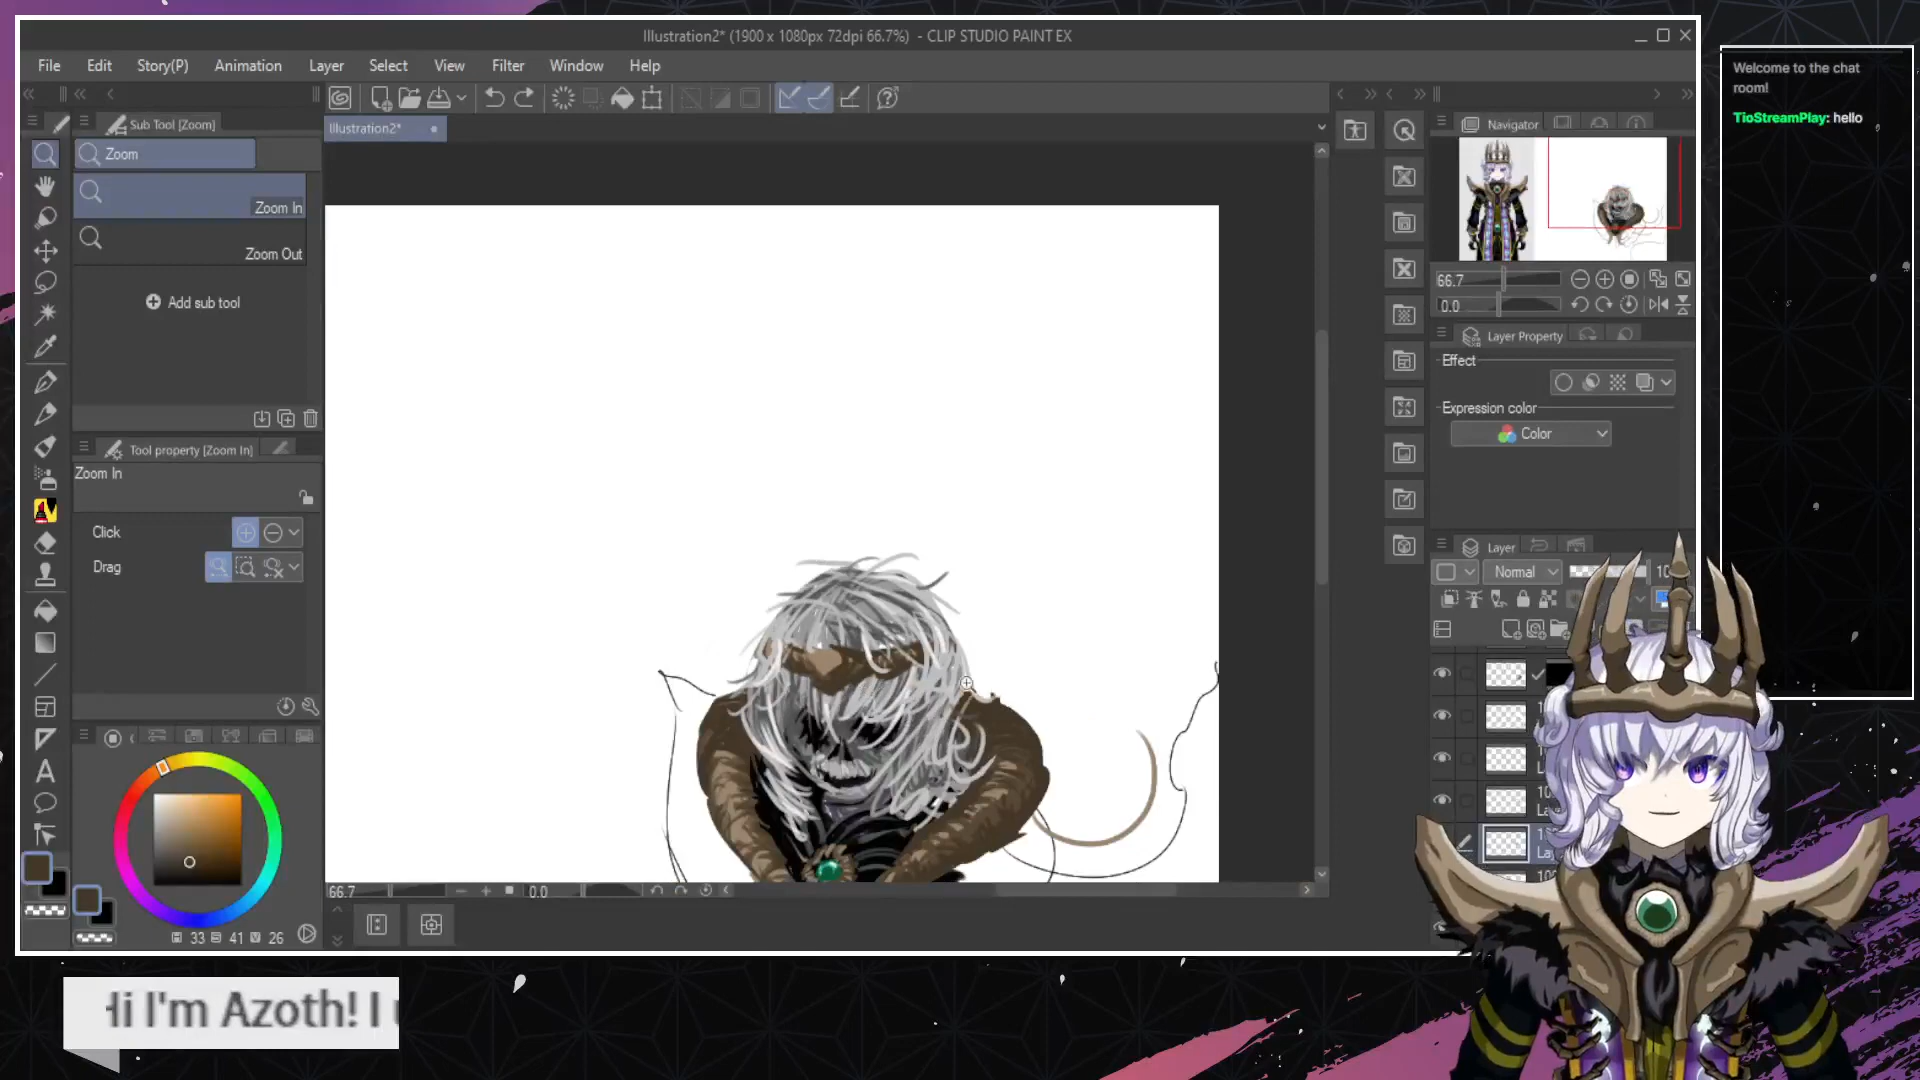 Illustration2* (1900 x 1080px 72dpi 66.7%) - CLIP STUDIO PAINT EX
File Edit Story(P) Animation Layer Select View Filter Window Help
Sub Tool [Zoom]
Illustration2*
Zoom
Zoom In
Zoom Out
Add sub tool
Tool property [Zoom In]
Zoom In
Click
Drag
33 41 26
66.7 0.0
Navigator
66.7
0.0
Layer Property
Effect
Expression color
Color
Layer
Normal
Welcome to the chat
room!
TioStreamPlay: hello
Hi I'm Azoth! I